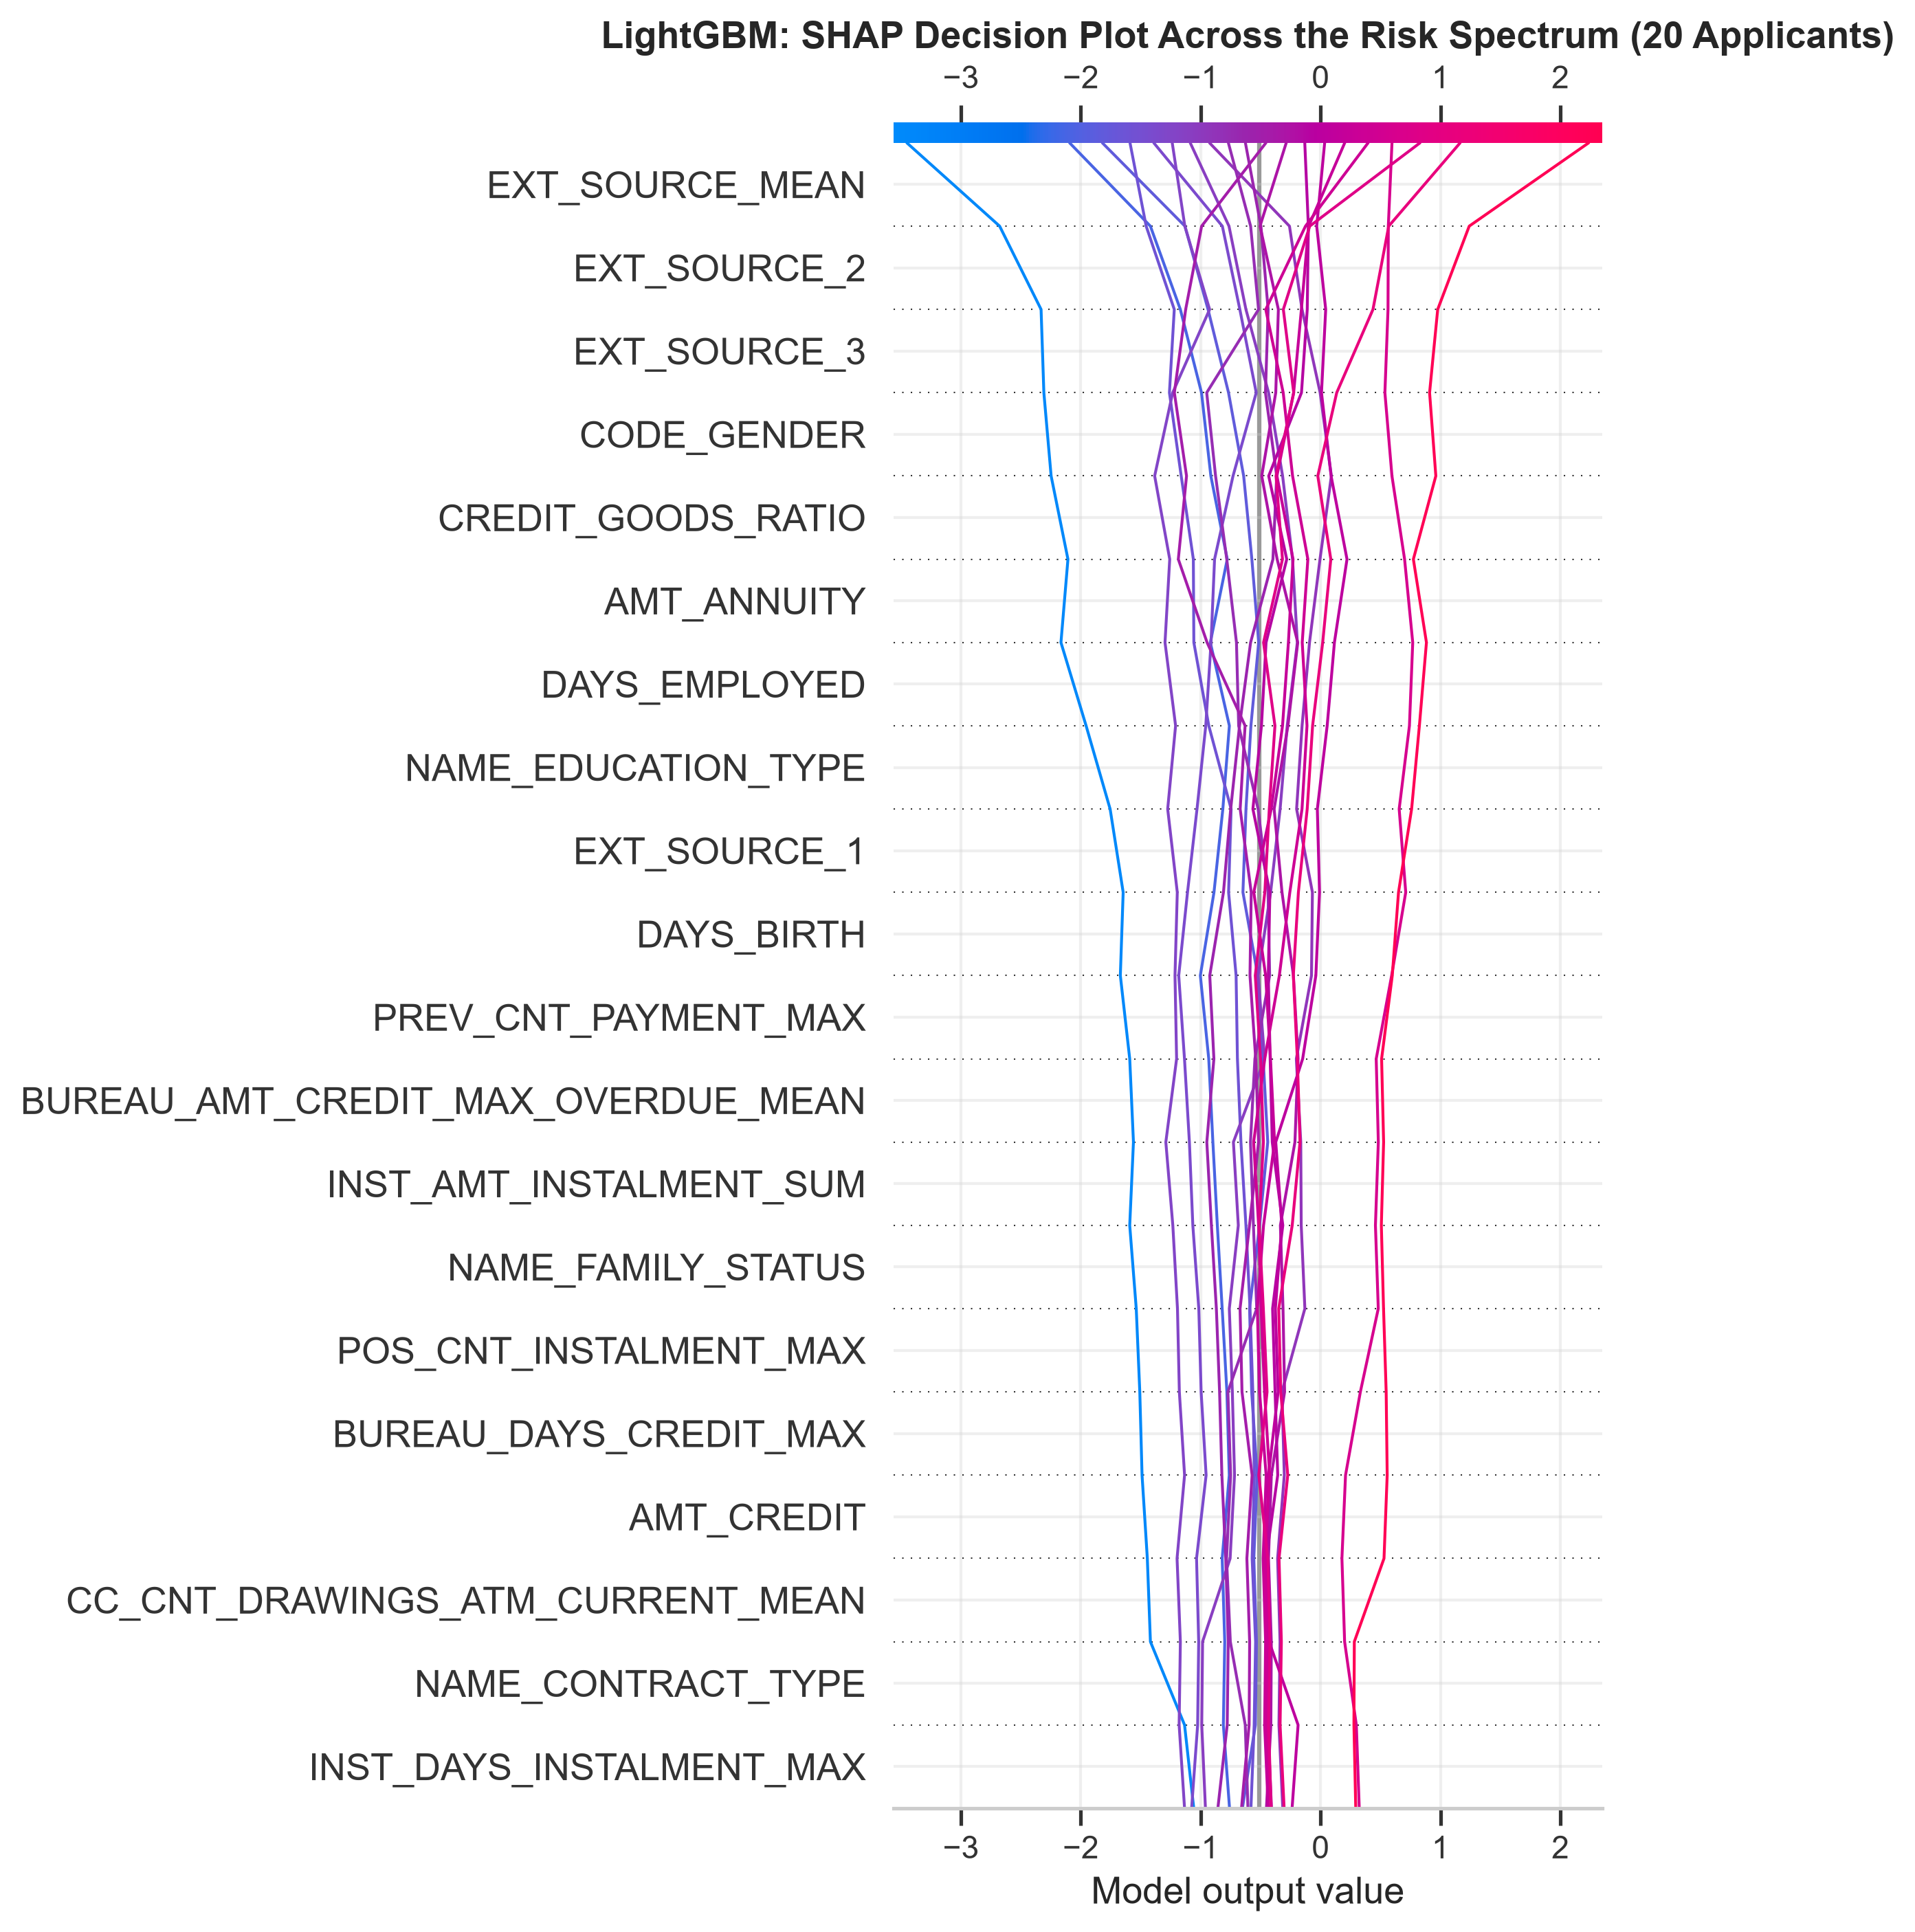 LightGBM: SHAP Decision Plot Across the Risk Spectrum (20 Applicants)
−3 −2 −1 0 1 2
EXT_SOURCE_MEAN
EXT_SOURCE_2
EXT_SOURCE_3
CODE_GENDER
CREDIT_GOODS_RATIO
AMT_ANNUITY
DAYS_EMPLOYED
NAME_EDUCATION_TYPE
EXT_SOURCE_1
DAYS_BIRTH
PREV_CNT_PAYMENT_MAX
BUREAU_AMT_CREDIT_MAX_OVERDUE_MEAN
INST_AMT_INSTALMENT_SUM
NAME_FAMILY_STATUS
POS_CNT_INSTALMENT_MAX
BUREAU_DAYS_CREDIT_MAX
AMT_CREDIT
CC_CNT_DRAWINGS_ATM_CURRENT_MEAN
NAME_CONTRACT_TYPE
INST_DAYS_INSTALMENT_MAX
−3 −2 −1 0 1 2
Model output value